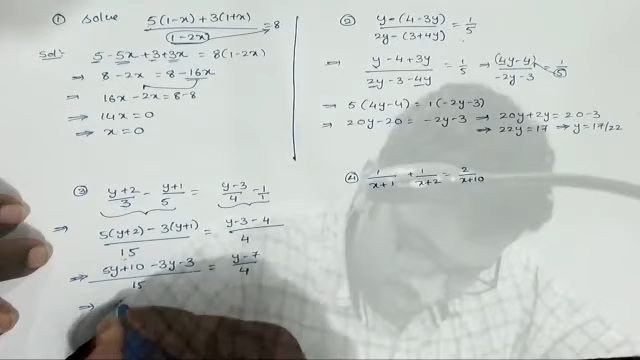 ① Solve 5(1-x)+3(1+x) / (1-2x) = 8
Sol: 5-5x+3+3x = 8(1-2x)
⇒ 8-2x = 8-16x
⇒ 16x-2x = 8-8
⇒ 14x = 0
⇒ x = 0
② y-(4-3y) / 2y-(3+4y) = 1/5
⇒ y-4+3y / 2y-3-4y = 1/5 ⇒ (4y-4) / -2y-3 = 1/5
⇒ 5(4y-4) = 1(-2y-3)
⇒ 20y-20 = -2y-3 ⇒ 20y+2y = 20-3
⇒ 22y = 17 ⇒ y = 17/22
③ y+2/3 - y+1/5 = y-3/4 - 1/1
⇒ 5(y+2)-3(y+1) / 15 = y-3-4 / 4
⇒ 5y+10-3y-3 / 15 = y-7 / 4
⇒
④ 1/x+1 + 1/x+2 = 2/x+10